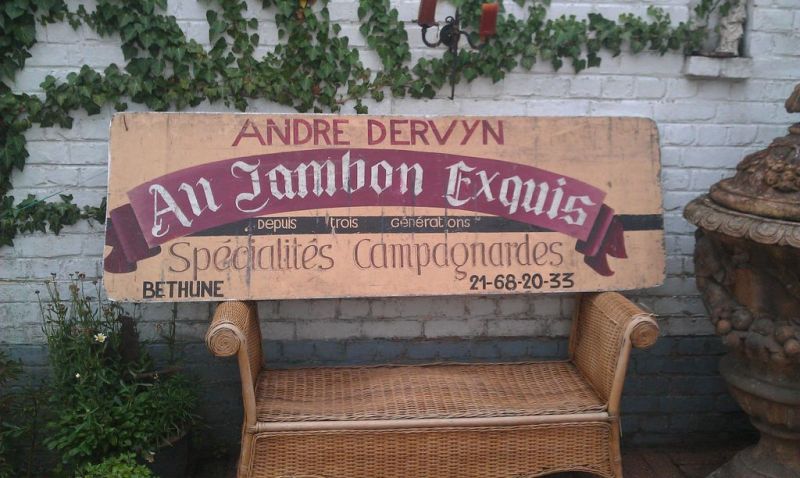 ANDRE DERVYN
Au Jambon Exquis
Depuis trois Générations
Spécialités Campagnardes
BETHUNE 21-68-20-33